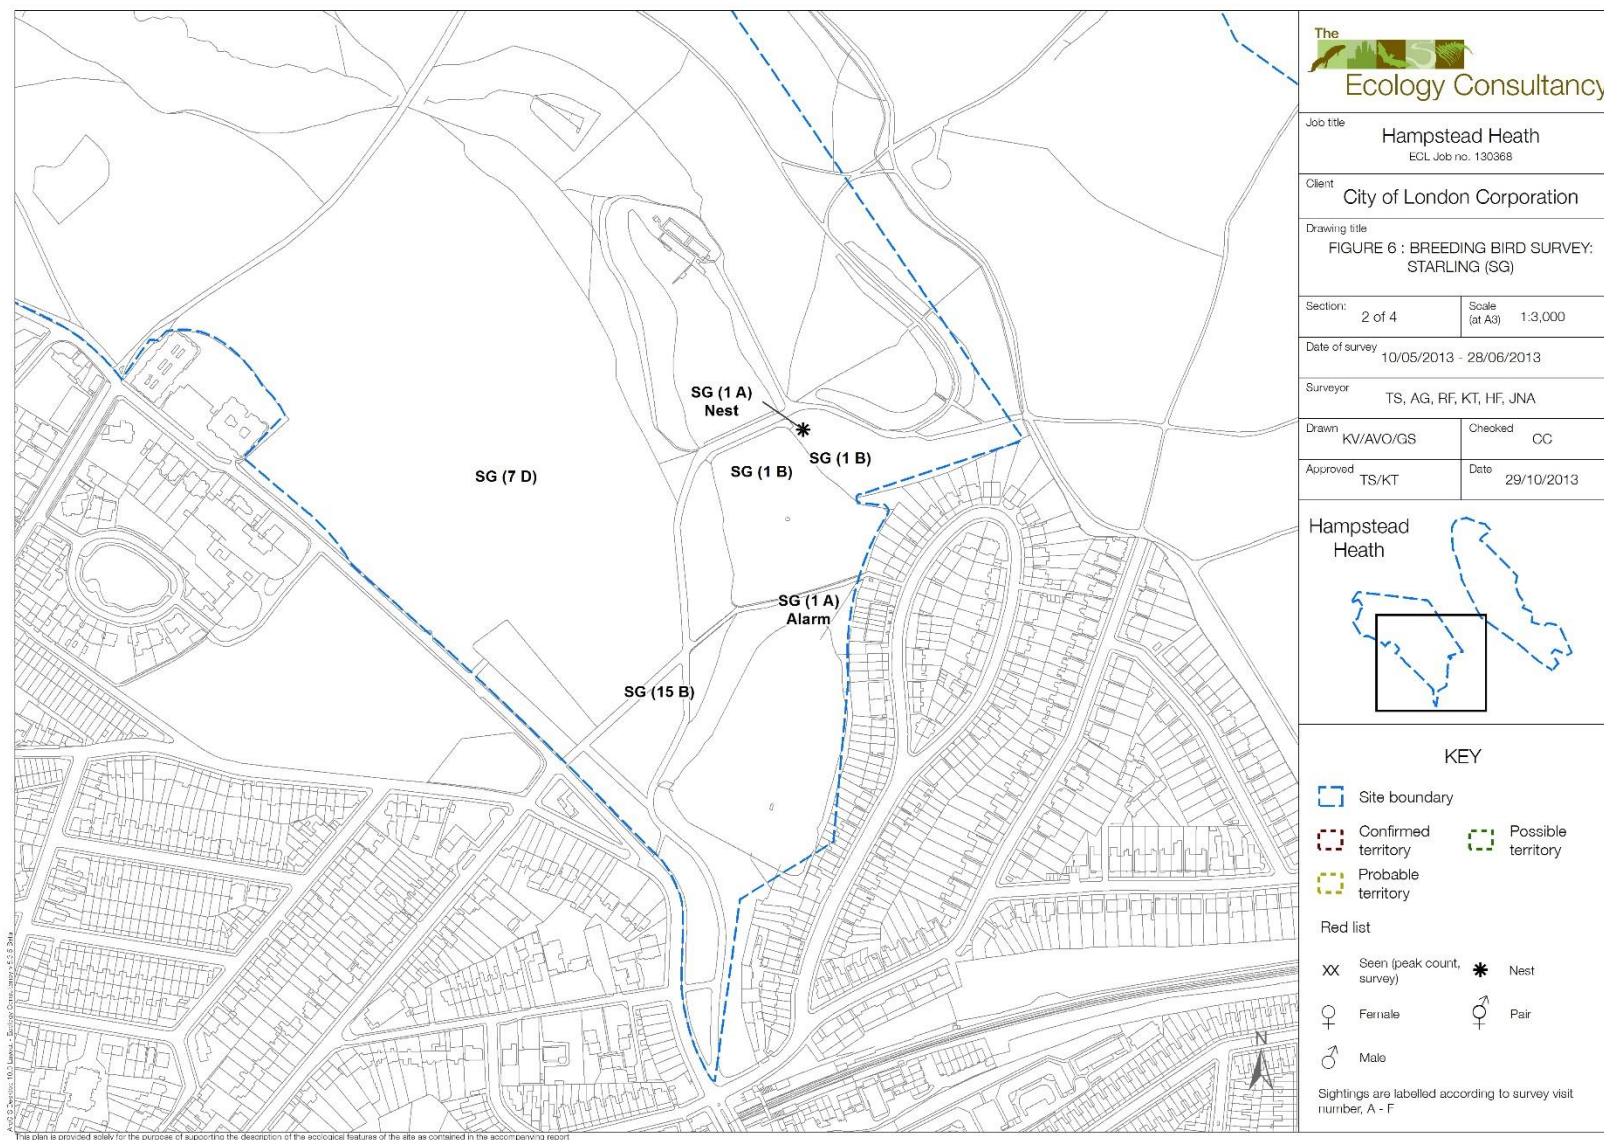 SG (1 A)
Nest
SG (1 B)
SG (1 B)
SG (7 D)
SG (1 A)
Alarm
SG (15 B)
The
Ecology Consultancy
Job title
Hampstead Heath
ECL Job no. 130368
Client
City of London Corporation
Drawing title
FIGURE 6 : BREEDING BIRD SURVEY:
STARLING (SG)
Section:
2 of 4
Scale
(at A3)
1:3,000
Date of survey
10/05/2013 - 28/06/2013
Surveyor
TS, AG, RF, KT, HF, JNA
Drawn
KV/AVO/GS
Checked
CC
Approved
TS/KT
Date
29/10/2013
Hampstead
Heath
KEY
Site boundary
Confirmed
territory
Possible
territory
Probable
territory
Red list
XX
Seen (peak count,
survey)
Nest
Female
Pair
Male
N
Sightings are labelled according to survey visit
number, A - F
This plan is provided solely for the purpose of supporting the description of the ecological features of the site as contained in the accompanying report